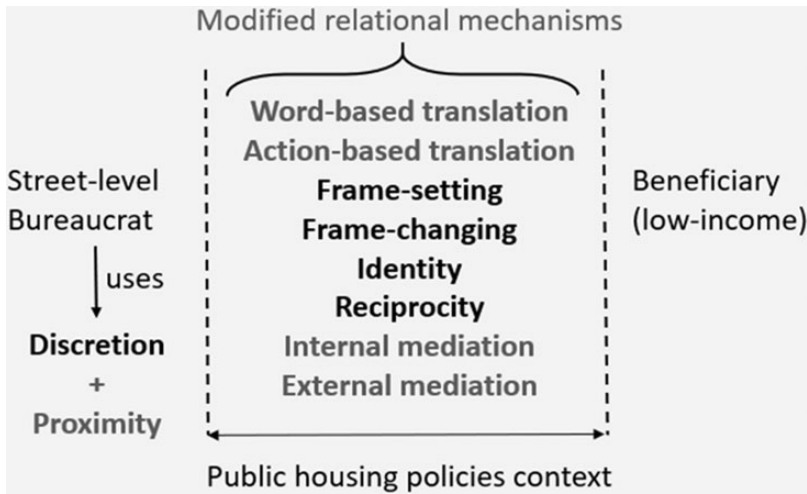 Modified relational mechanisms
Word-based translation
Action-based translation
Frame-setting
Frame-changing
Identity
Reciprocity
Internal mediation
External mediation
Street-level
Bureaucrat
uses
Discretion
+
Proximity
Beneficiary
(low-income)
Public housing policies context